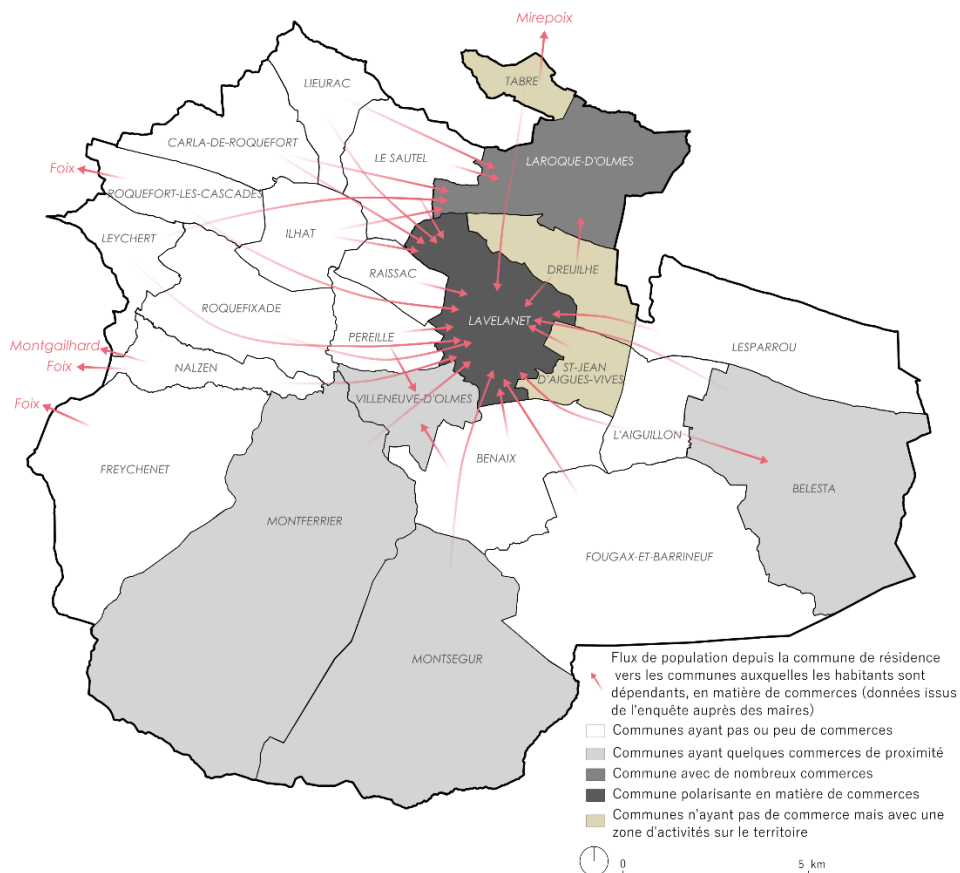 Mirepoix
TABRE
LIEURAC
CARLA-DE-ROQUEFORT
LE SAUTEL
LAROQUE-D'OLMES
Foix
ROQUEFORT-LES-CASCADES
LEYCHERT
ILHAT
RAISSAC
DREUILHE
ROQUEFIXADE
LAVELANET
PEREILLE
Montgailhard
NALZEN
Foix
LESPARROU
ST-JEAN
D'AIGUES-VIVES
VILLENEUVE-D'OLMES
Foix
L'AIGUILLON
FREYCHENET
BENAIX
BELESTA
MONTFERRIER
FOUGAX-ET-BARRINEUF
MONTSEGUR
Flux de population depuis la commune de résidence
vers les communes auxquelles les habitants sont
dépendants, en matière de commerces (données issus
de l'enquête auprès des maires)
Communes ayant pas ou peu de commerces
Communes ayant quelques commerces de proximité
Commune avec de nombreux commerces
Commune polarisante en matière de commerces
Communes n'ayant pas de commerce mais avec une
zone d'activités sur le territoire
0 5 km